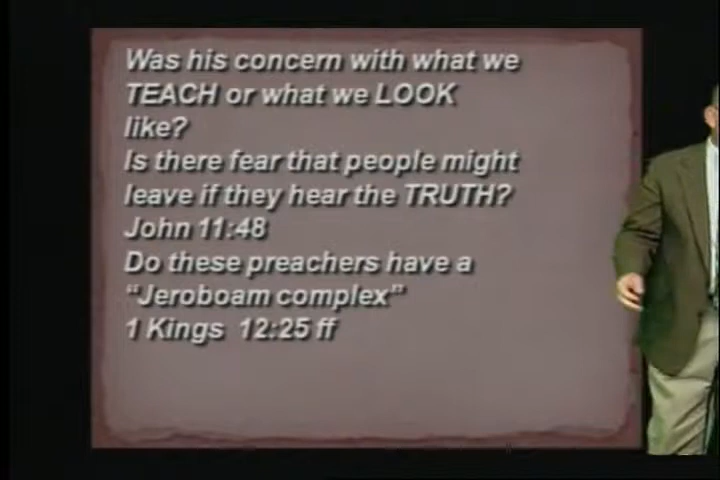 Was his concern with what we
TEACH or what we LOOK
like?
Is there fear that people might
leave if they hear the TRUTH?
John 11:48
Do these preachers have a
“Jeroboam complex”
1 Kings 12:25 ff